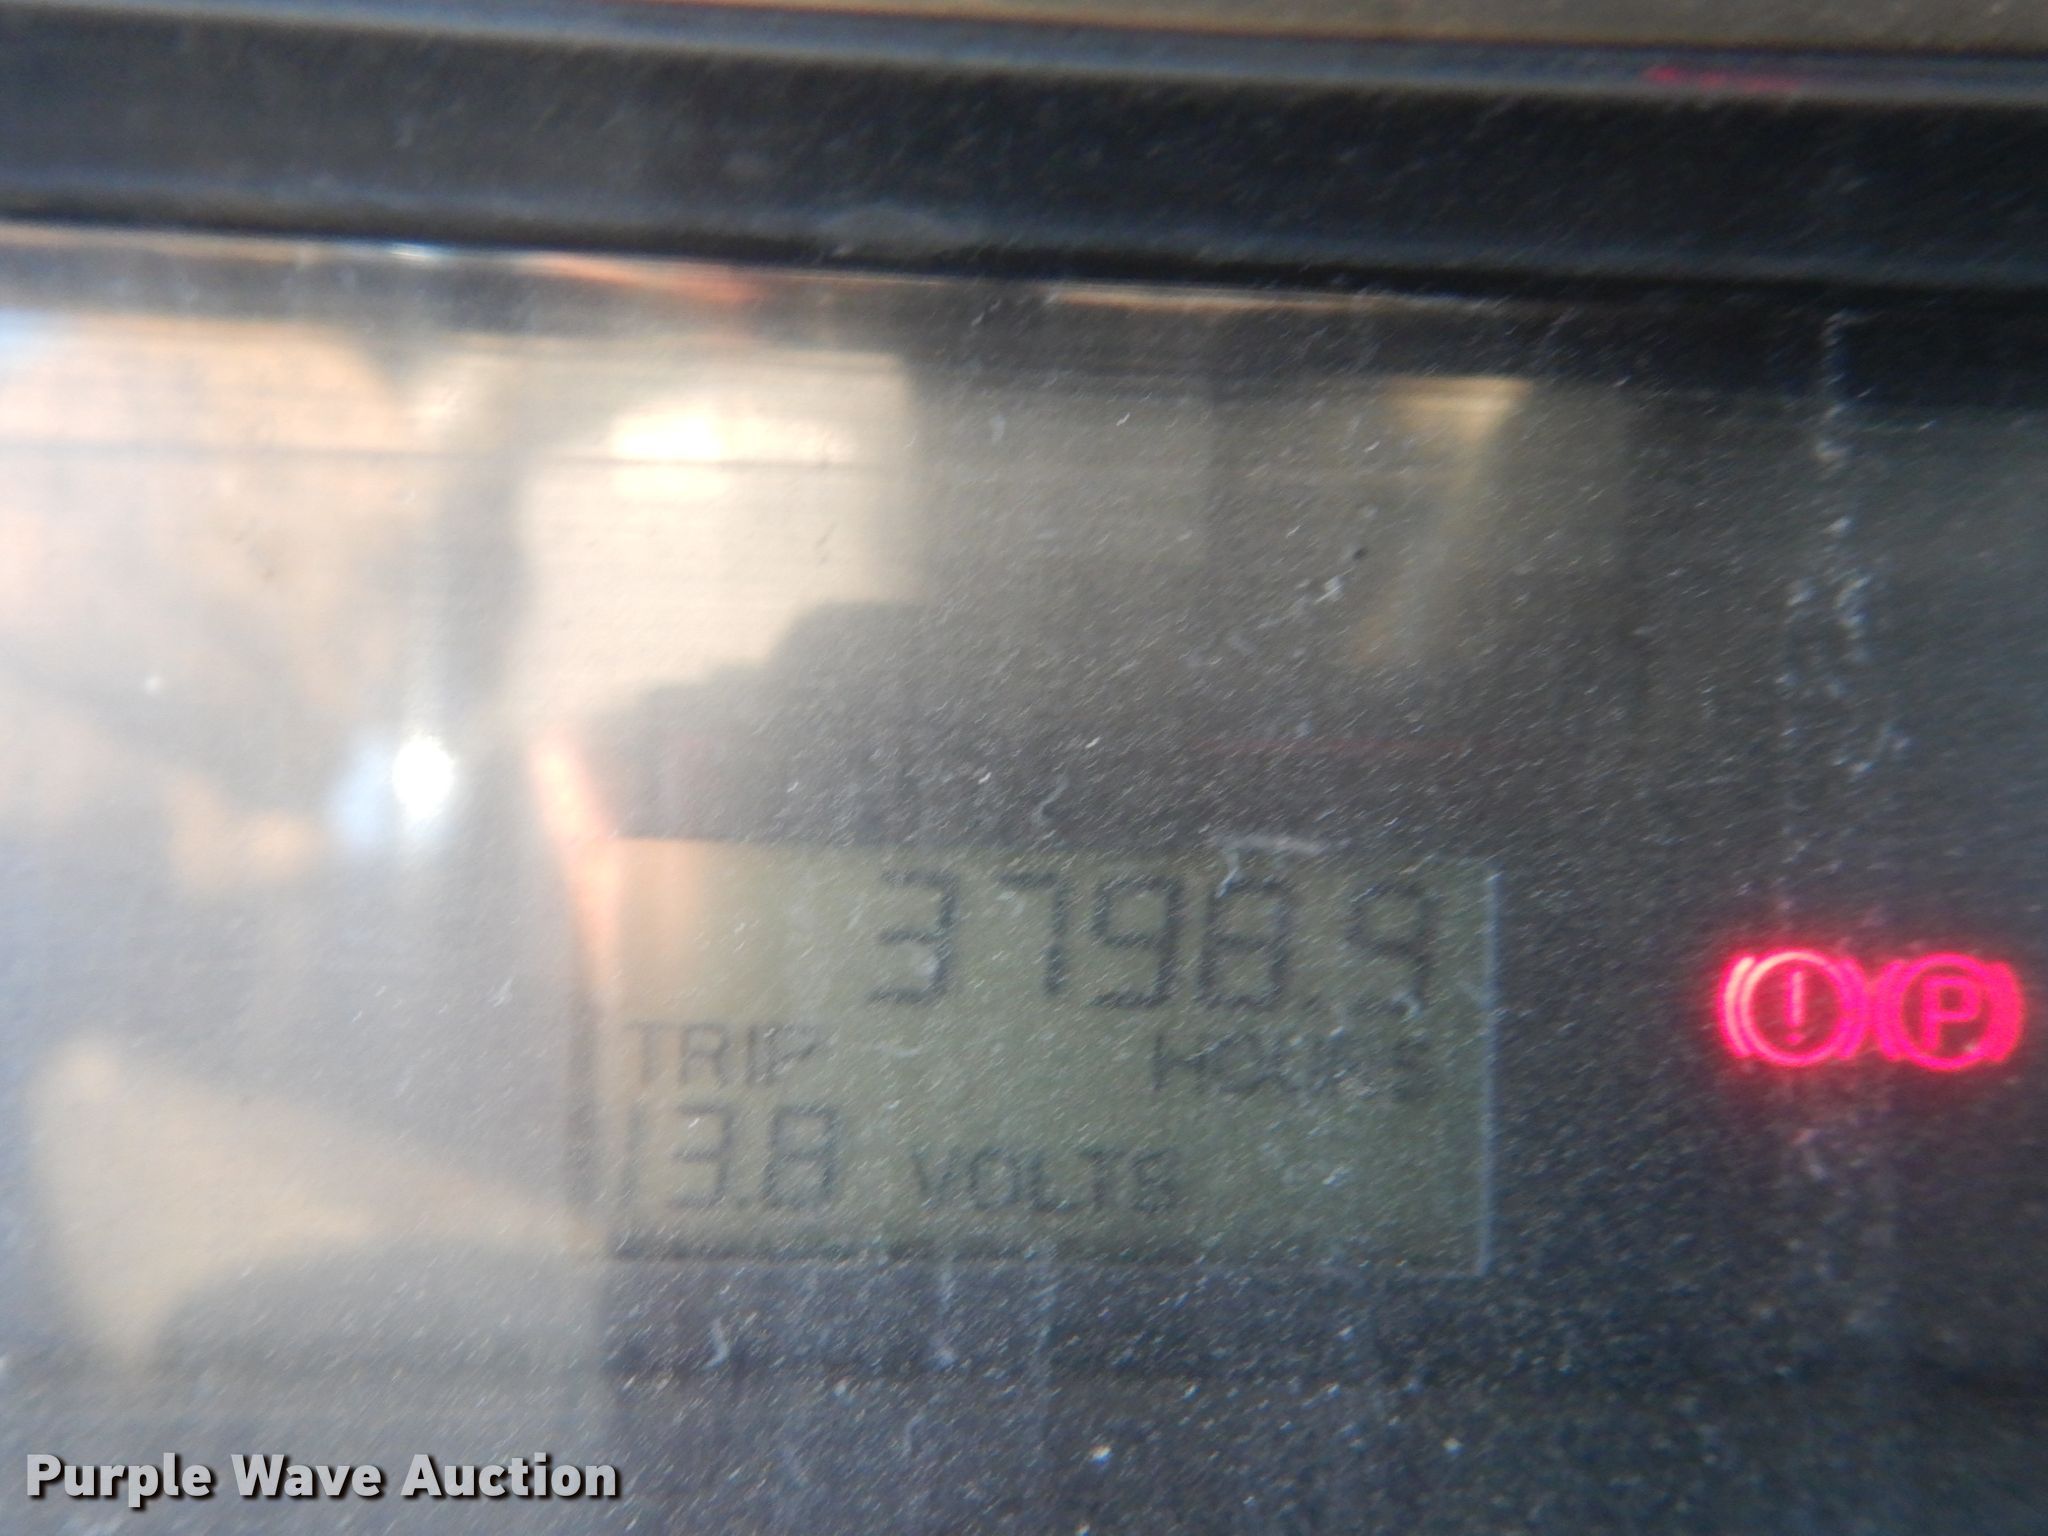 3798.9
TRIP HOURS
13.8 VOLTS
! P
Purple Wave Auction